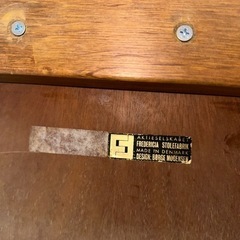 AKTIESELSKABET
FREDERICIA STOLEFABRIK
MADE IN DENMARK
DESIGN: BØRGE MOGENSEN